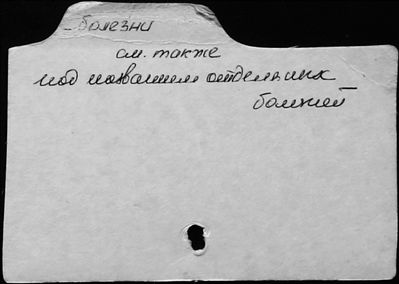 болезни
см. также
под названием отдельных
болезней